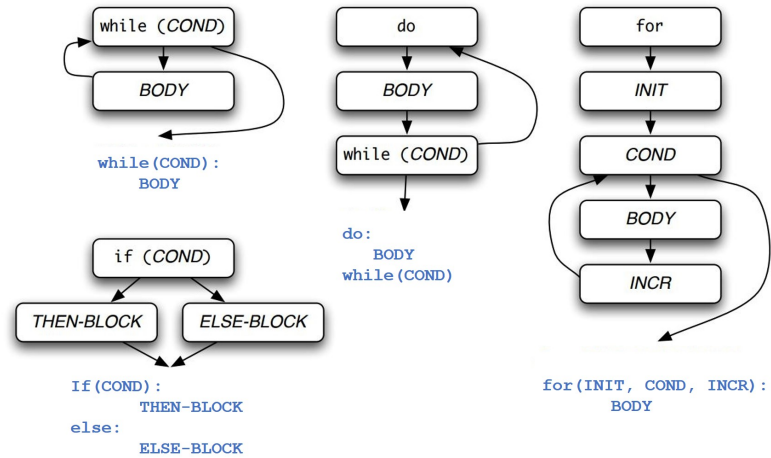 while (COND)
BODY
while(COND):
BODY
do
BODY
while (COND)
do:
BODY
while(COND)
for
INIT
COND
BODY
INCR
for(INIT, COND, INCR):
BODY
if (COND)
THEN-BLOCK
ELSE-BLOCK
If(COND):
THEN-BLOCK
else:
ELSE-BLOCK